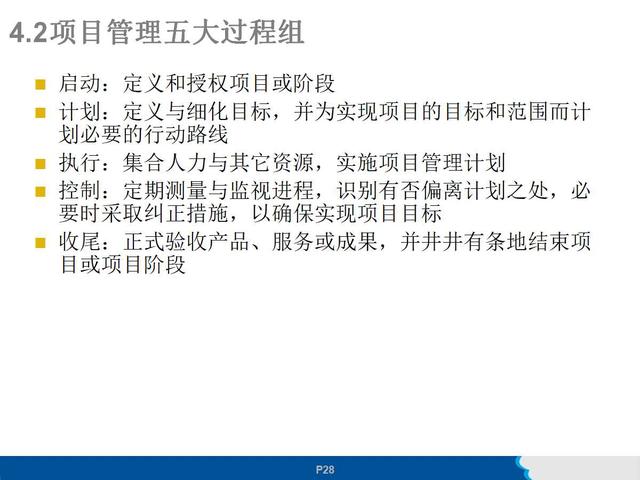 4.2项目管理五大过程组
启动：定义和授权项目或阶段
计划：定义与细化目标，并为实现项目的目标和范围而计
划必要的行动路线
执行：集合人力与其它资源，实施项目管理计划
控制：定期测量与监视进程，识别有否偏离计划之处，必
要时采取纠正措施，以确保实现项目目标
收尾：正式验收产品、服务或成果，并井井有条地结束项
目或项目阶段
P28